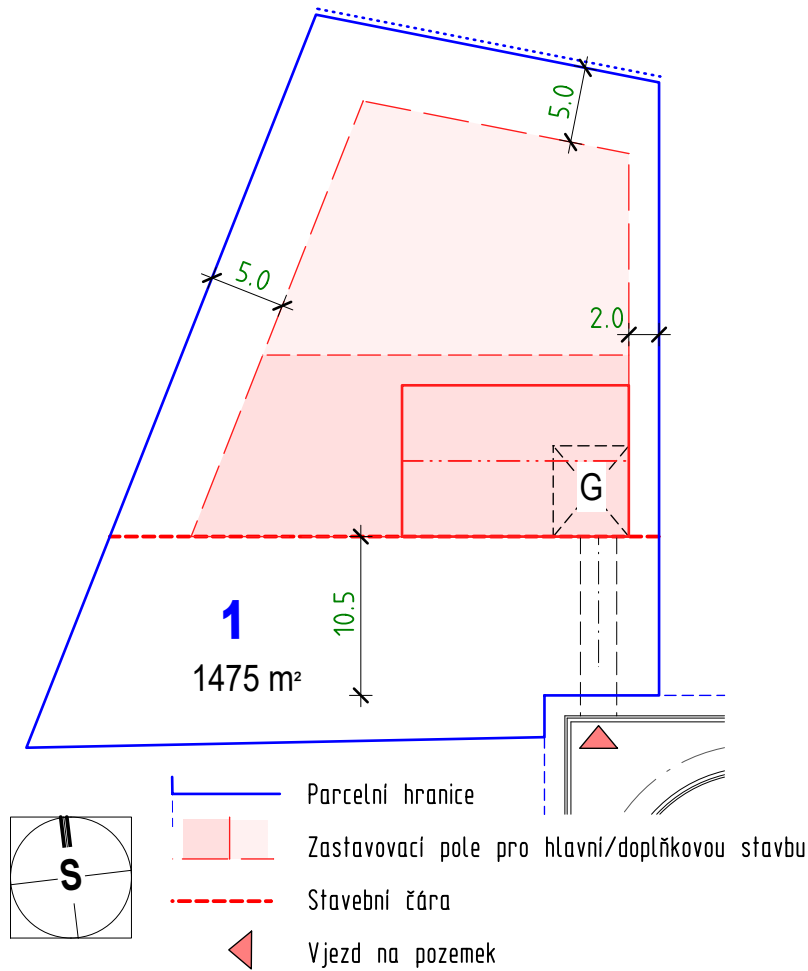 5.0
5.0
2.0
G
10.5
1
1475 m²
Parcelní hranice
Zastavovací pole pro hlavní/doplňkovou stavbu
Stavební čára
Vjezd na pozemek
S